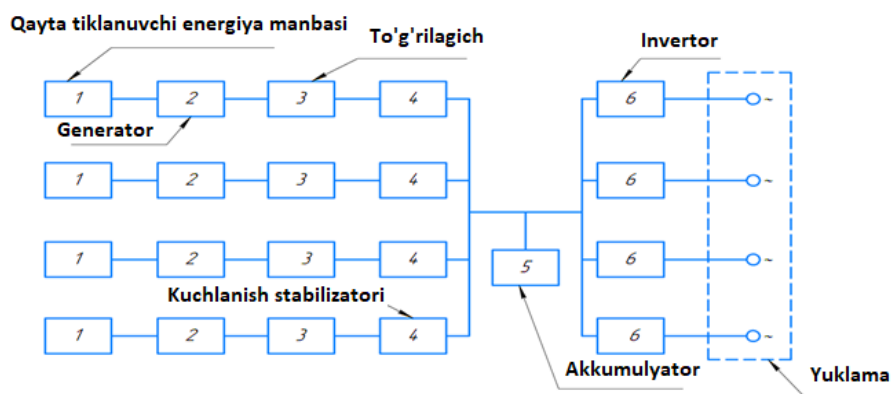 Qayta tiklanuvchi energiya manbasi
To'g'rilagich
Invertor
1 2 3 4 6 ~
Generator
1 2 3 4 6 ~
1 2 3 4 5 6 ~
Kuchlanish stabilizatori
1 2 3 4 6 ~
Akkumulyator
Yuklama